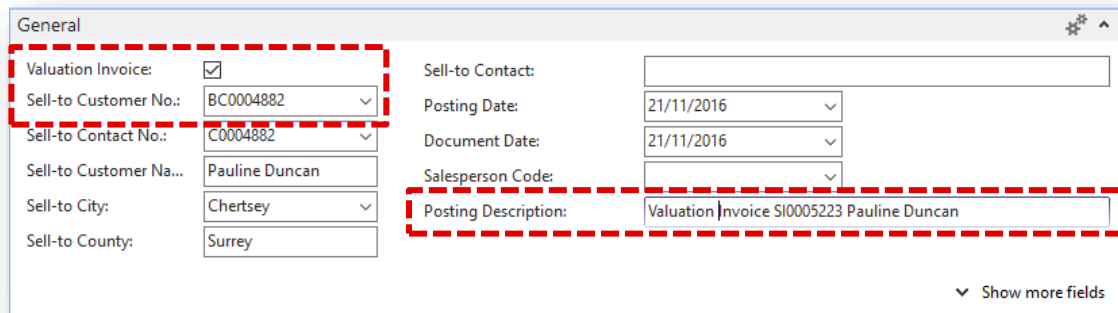 General
Valuation Invoice:
Sell-to Customer No.: BC0004882
Sell-to Contact No.: C0004882
Sell-to Customer Na... Pauline Duncan
Sell-to City: Chertsey
Sell-to County: Surrey
Sell-to Contact:
Posting Date: 21/11/2016
Document Date: 21/11/2016
Salesperson Code:
Posting Description: Valuation Invoice SI0005223 Pauline Duncan
Show more fields